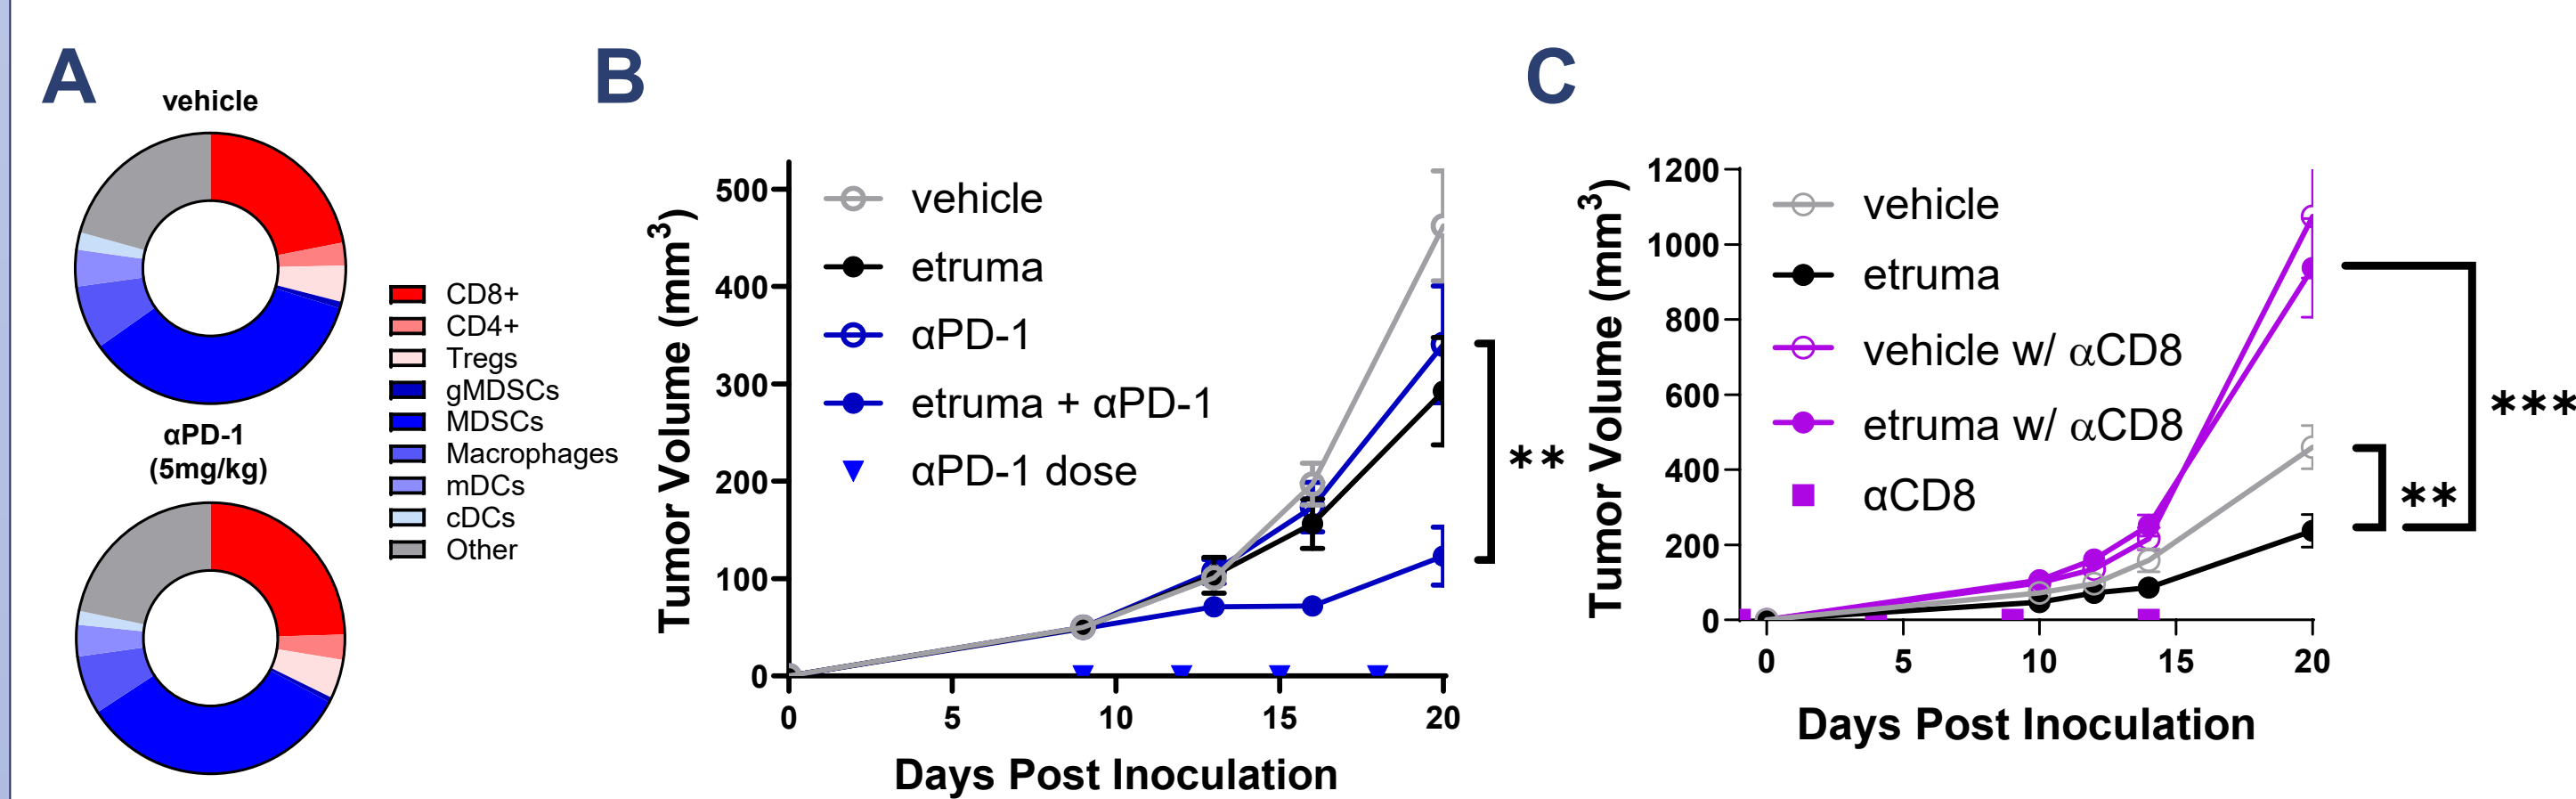 A
vehicle
αPD-1
(5mg/kg)
CD8+
CD4+
Tregs
gMDSCs
MDSCs
Macrophages
mDCs
cDCs
Other
B
Tumor Volume (mm³)
500
400
300
200
100
0
vehicle
etruma
αPD-1
etruma + αPD-1
αPD-1 dose
**
0 5 10 15 20
Days Post Inoculation
C
Tumor Volume (mm³)
1200
1000
800
600
400
200
0
vehicle
etruma
vehicle w/ αCD8
etruma w/ αCD8
αCD8
**
***
0 5 10 15 20
Days Post Inoculation